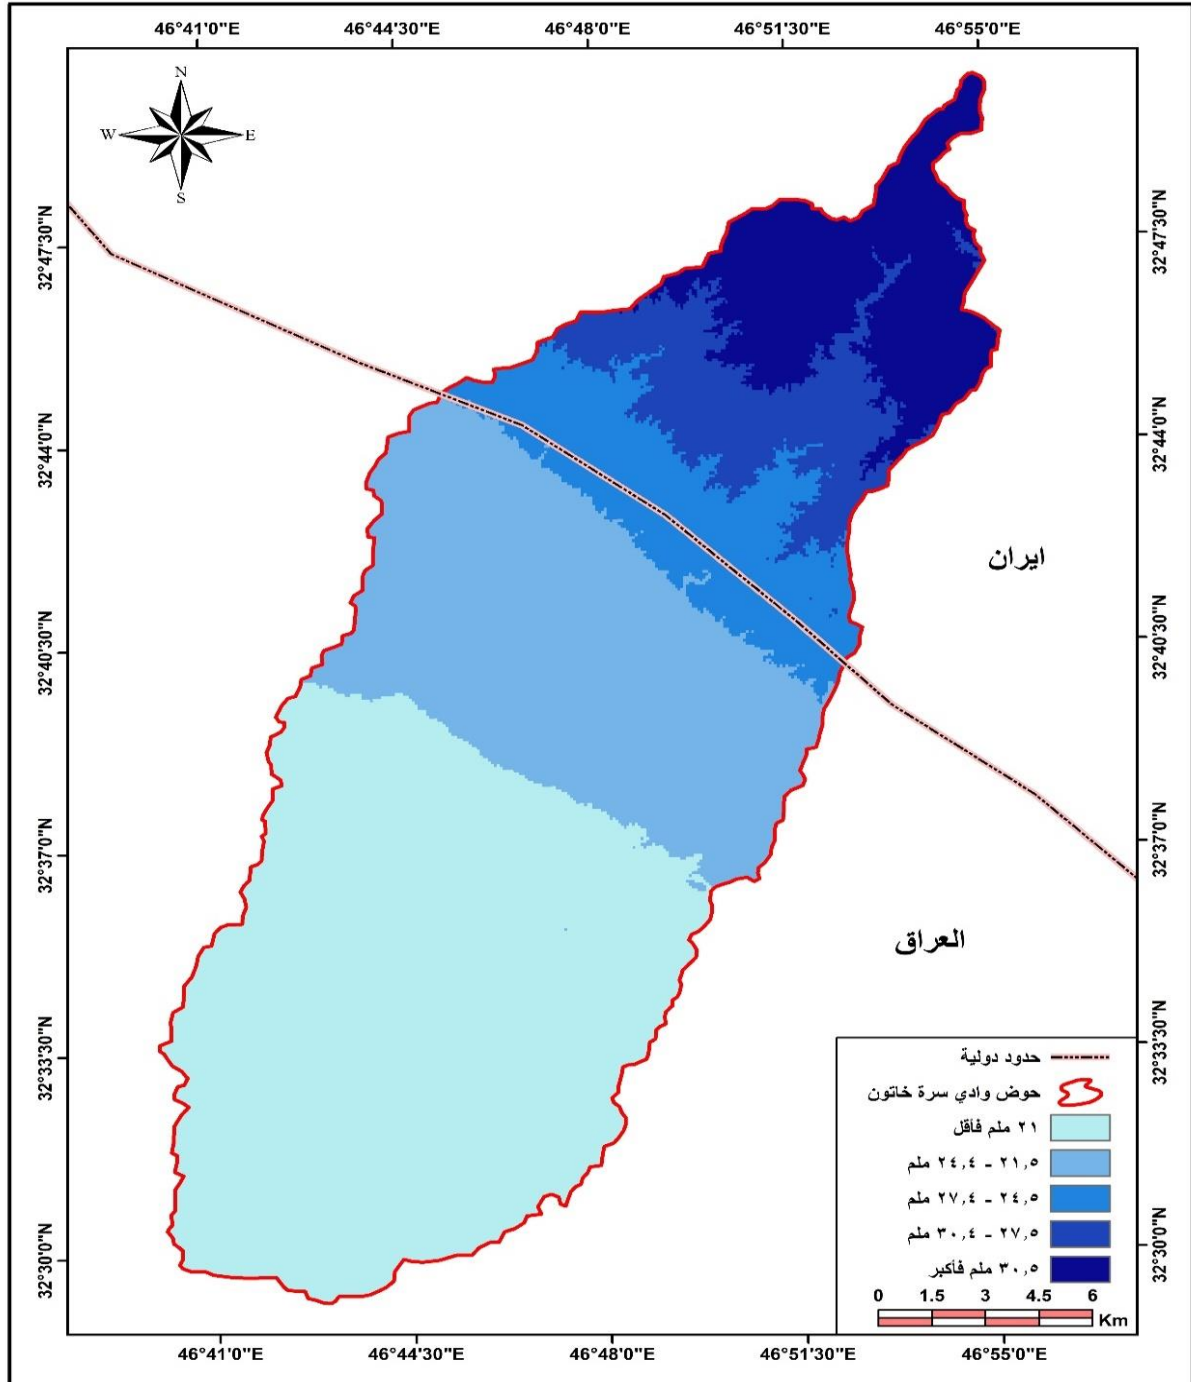 46°41'0"E 46°44'30"E 46°48'0"E 46°51'30"E 46°55'0"E
N
W E
S
32°47'30"N 32°47'30"N
32°44'0"N 32°44'0"N
ايران
32°40'30"N 32°40'30"N
32°37'0"N 32°37'0"N
العراق
32°33'30"N 32°33'30"N
حدود دولية
حوض وادي سرة خاتون
٢١ ملم فأقل
٢١,٥ - ٢٤,٤ ملم
٢٤,٥ - ٢٧,٤ ملم
٢٧,٥ - ٣٠,٤ ملم
٣٠,٥ ملم فأكبر
32°30'0"N 32°30'0"N
0 1.5 3 4.5 6
Km
46°41'0"E 46°44'30"E 46°48'0"E 46°51'30"E 46°55'0"E